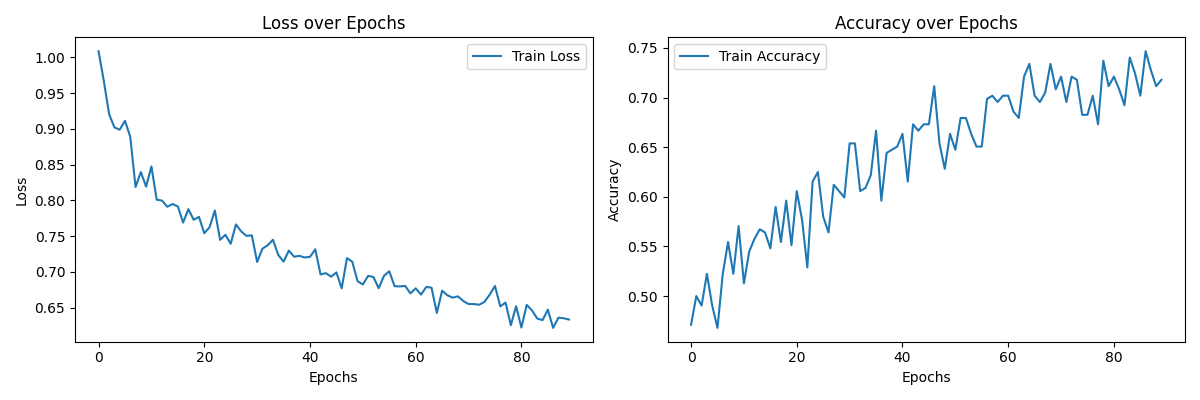 Loss over Epochs
Train Loss
1.00
0.95
0.90
0.85
0.80
0.75
0.70
0.65
Loss
0 20 40 60 80
Epochs
Accuracy over Epochs
Train Accuracy
0.75
0.70
0.65
0.60
0.55
0.50
Accuracy
0 20 40 60 80
Epochs